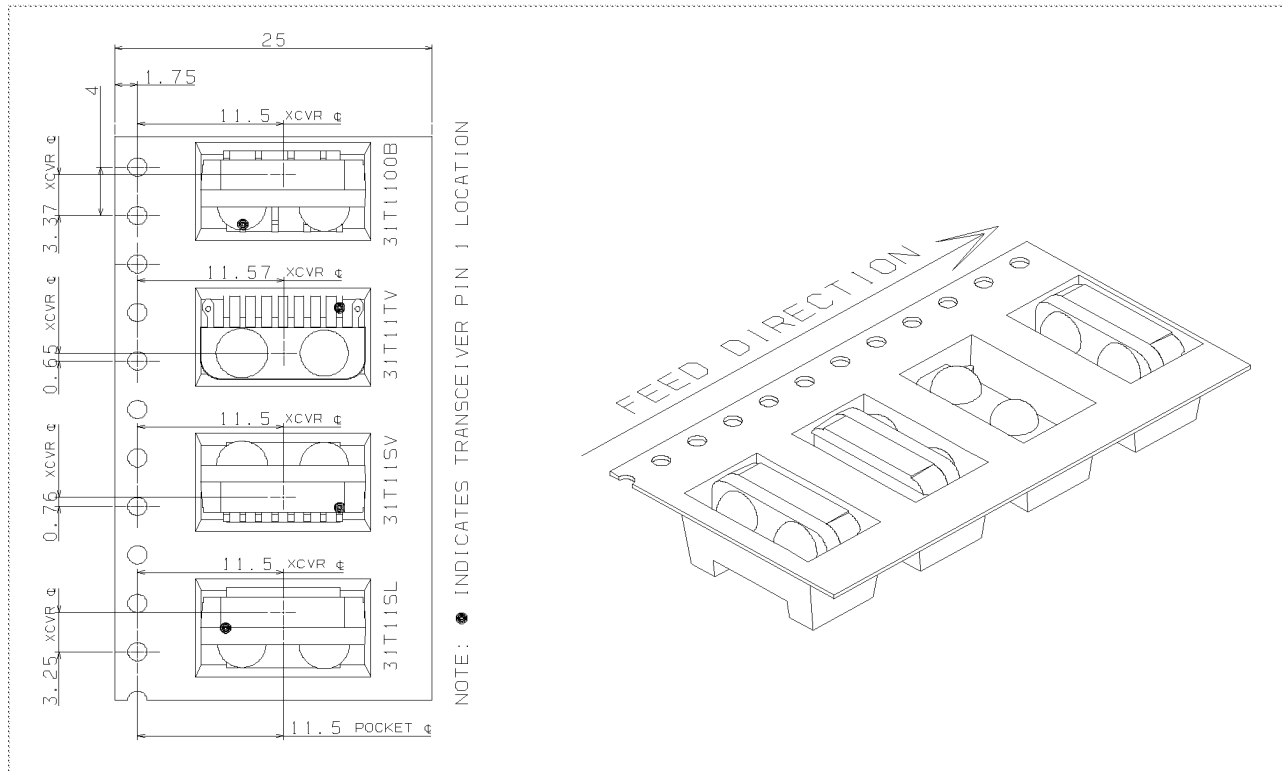 25
1.75
4
11.5 XCVR ℄
3.37 XCVR ℄
31T1100B
11.57 XCVR ℄
0.65 XCVR ℄
31T11TV
11.5 XCVR ℄
0.76 XCVR ℄
31T11SV
11.5 XCVR ℄
3.25 XCVR ℄
31T11SL
11.5 POCKET ℄
NOTE: ◉ INDICATES TRANSCEIVER PIN 1 LOCATION
FEED DIRECTION